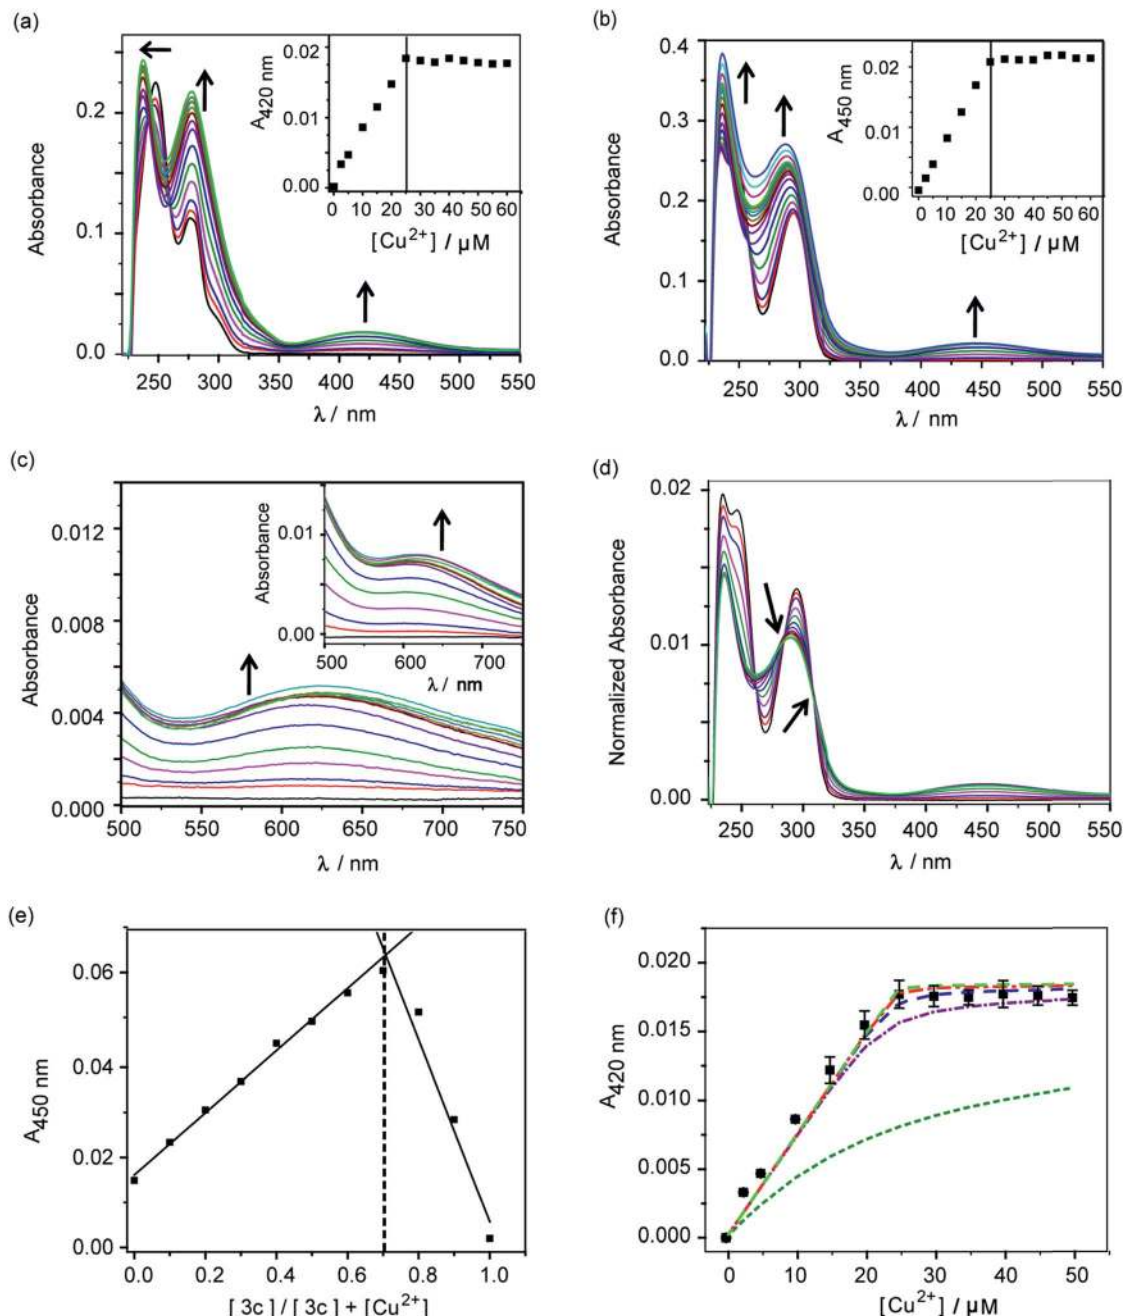 (a)
Absorbance
0.2
0.1
0.0
250 300 350 400 450 500 550
λ / nm
A420 nm
0.02
0.01
0.00
0 10 20 30 40 50 60
[Cu2+] / µM
(b)
Absorbance
0.4
0.3
0.2
0.1
0.0
250 300 350 400 450 500 550
λ / nm
A450 nm
0.02
0.01
0.00
0 10 20 30 40 50 60
[Cu2+] / µM
(c)
Absorbance
0.012
0.008
0.004
0.000
500 550 600 650 700 750
λ / nm
Absorbance
0.01
0.00
500 600 700
λ / nm
(d)
Normalized Absorbance
0.02
0.01
0.00
250 300 350 400 450 500 550
λ / nm
(e)
A450 nm
0.06
0.04
0.02
0.00
0.0 0.2 0.4 0.6 0.8 1.0
[3c] / [3c] + [Cu2+]
(f)
A420 nm
0.020
0.015
0.010
0.005
0.000
0 10 20 30 40 50
[Cu2+] / µM